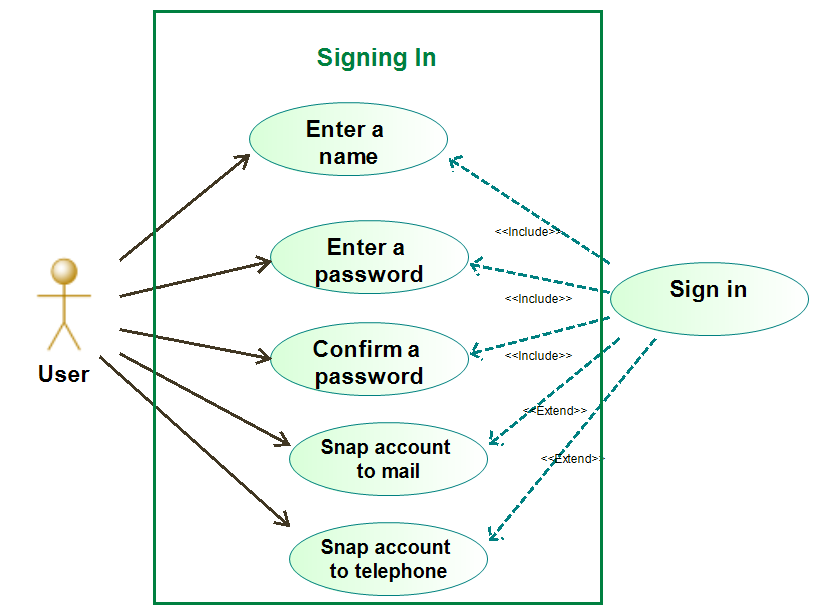 Signing In
Enter a
name
<<Include>>
Enter a
password
<<Include>>
Sign in
Confirm a
password
<<Include>>
User
Snap account
to mail
<<Extend>>
<<Extend>>
Snap account
to telephone